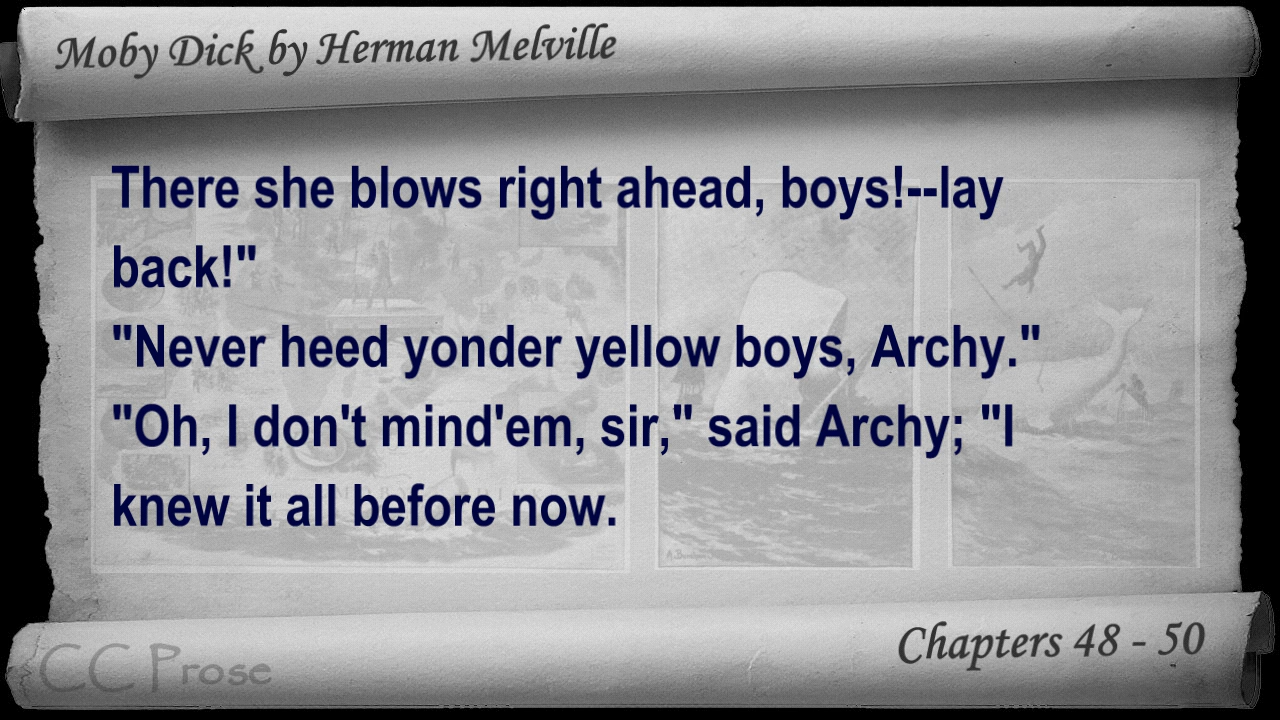 Moby Dick by Herman Melville
There she blows right ahead, boys!--lay
back!"
"Never heed yonder yellow boys, Archy."
"Oh, I don't mind'em, sir," said Archy; "I
knew it all before now.
Chapters 48 - 50
CC Prose